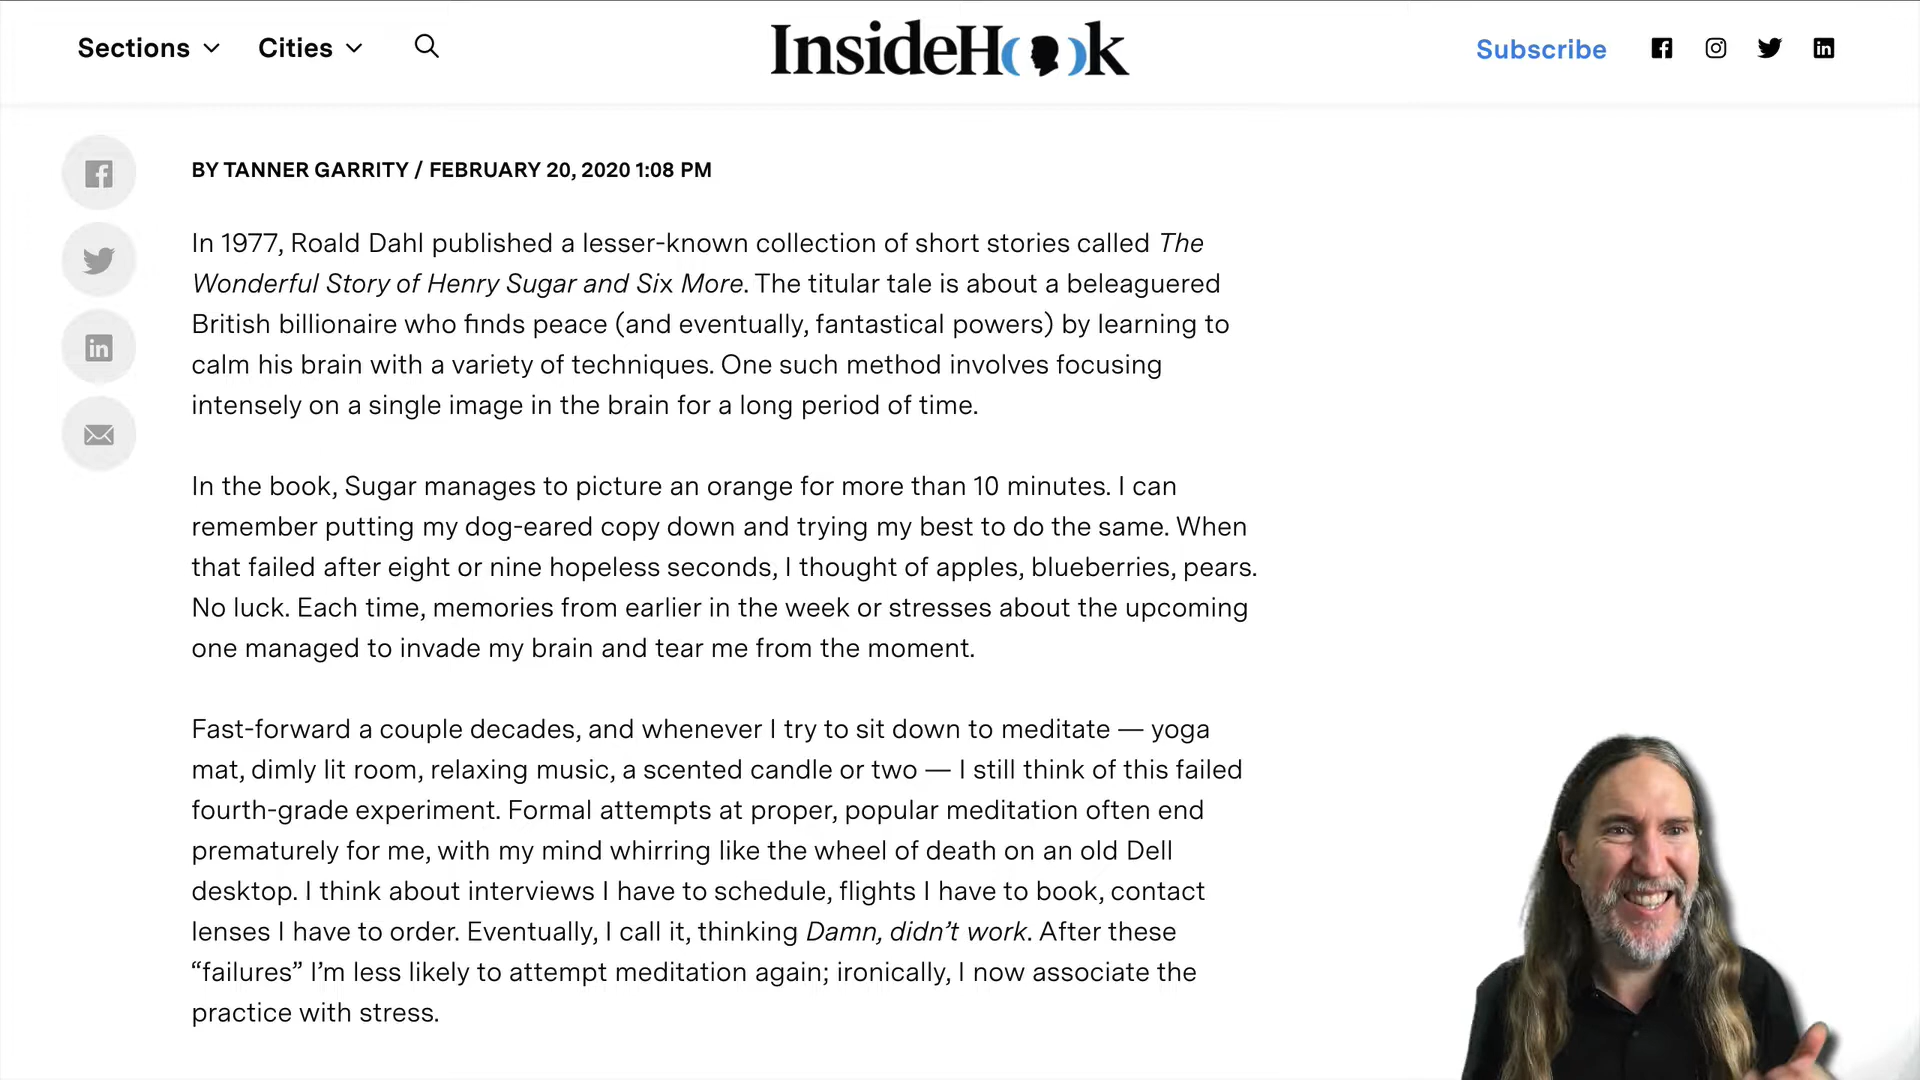 Sections
Cities
InsideHook
Subscribe
BY TANNER GARRITY / FEBRUARY 20, 2020 1:08 PM
In 1977, Roald Dahl published a lesser-known collection of short stories called The
Wonderful Story of Henry Sugar and Six More. The titular tale is about a beleaguered
British billionaire who finds peace (and eventually, fantastical powers) by learning to
calm his brain with a variety of techniques. One such method involves focusing
intensely on a single image in the brain for a long period of time.
In the book, Sugar manages to picture an orange for more than 10 minutes. I can
remember putting my dog-eared copy down and trying my best to do the same. When
that failed after eight or nine hopeless seconds, I thought of apples, blueberries, pears.
No luck. Each time, memories from earlier in the week or stresses about the upcoming
one managed to invade my brain and tear me from the moment.
Fast-forward a couple decades, and whenever I try to sit down to meditate — yoga
mat, dimly lit room, relaxing music, a scented candle or two — I still think of this failed
fourth-grade experiment. Formal attempts at proper, popular meditation often end
prematurely for me, with my mind whirring like the wheel of death on an old Dell
desktop. I think about interviews I have to schedule, flights I have to book, contact
lenses I have to order. Eventually, I call it, thinking Damn, didn’t work. After these
“failures” I’m less likely to attempt meditation again; ironically, I now associate the
practice with stress.